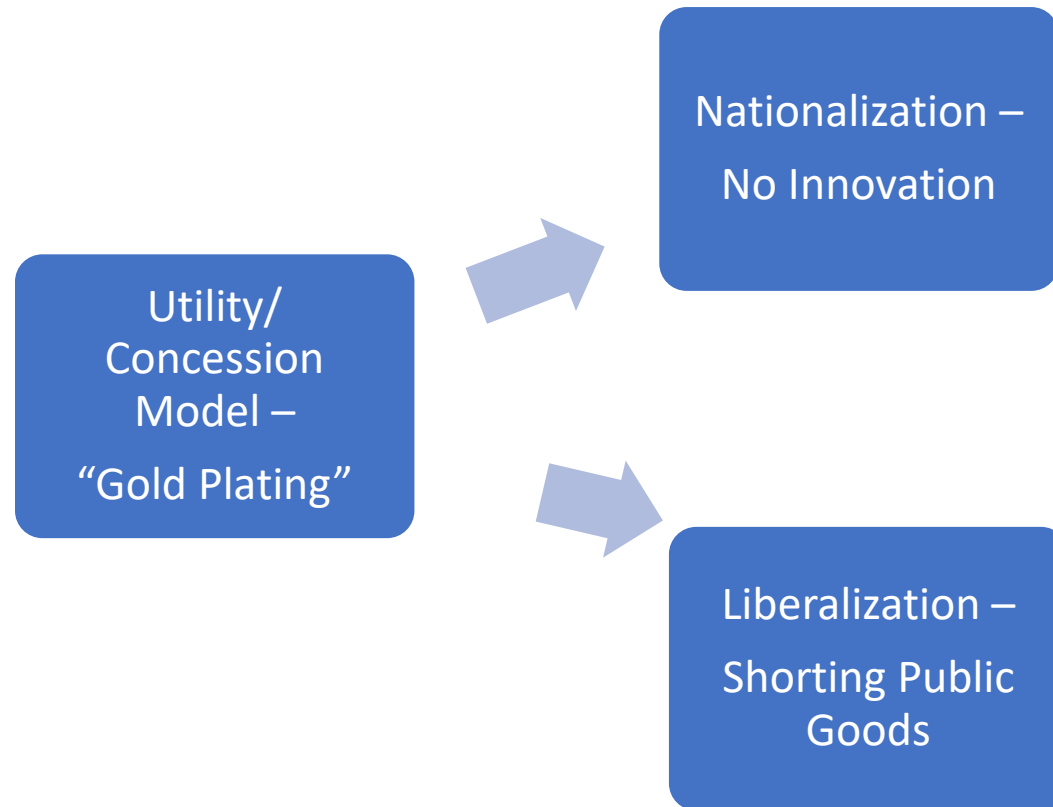 Utility/
Concession
Model –
“Gold Plating”
Nationalization –
No Innovation
Liberalization –
Shorting Public
Goods